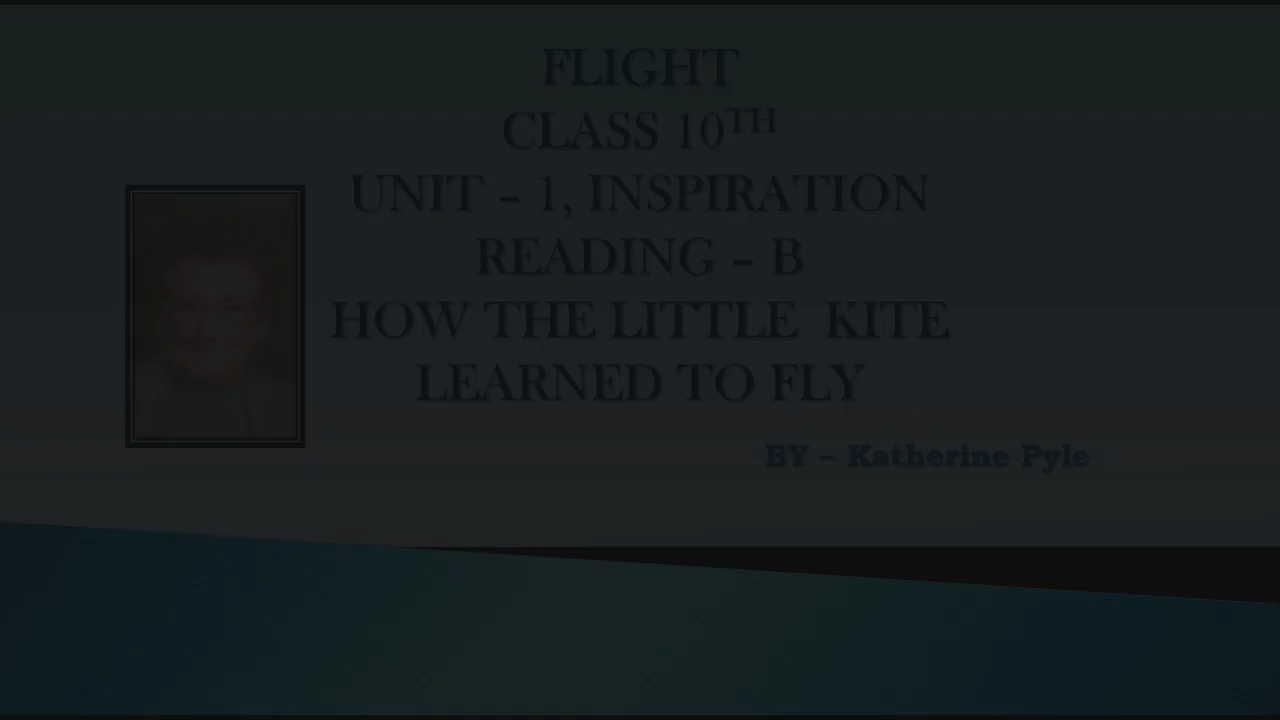 FLIGHT
CLASS 10TH
UNIT – 1, INSPIRATION
READING – B
HOW THE LITTLE KITE
LEARNED TO FLY
BY – Katherine Pyle